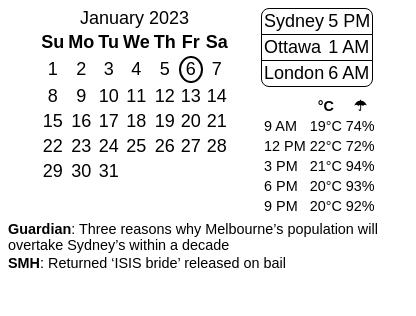 January 2023
Su Mo Tu We Th Fr Sa
1 2 3 4 5 6 7
8 9 10 11 12 13 14
15 16 17 18 19 20 21
22 23 24 25 26 27 28
29 30 31
Sydney 5 PM
Ottawa 1 AM
London 6 AM
°C ☂
9 AM 19°C 74%
12 PM 22°C 72%
3 PM 21°C 94%
6 PM 20°C 93%
9 PM 20°C 92%
Guardian: Three reasons why Melbourne’s population will
overtake Sydney’s within a decade
SMH: Returned ‘ISIS bride’ released on bail